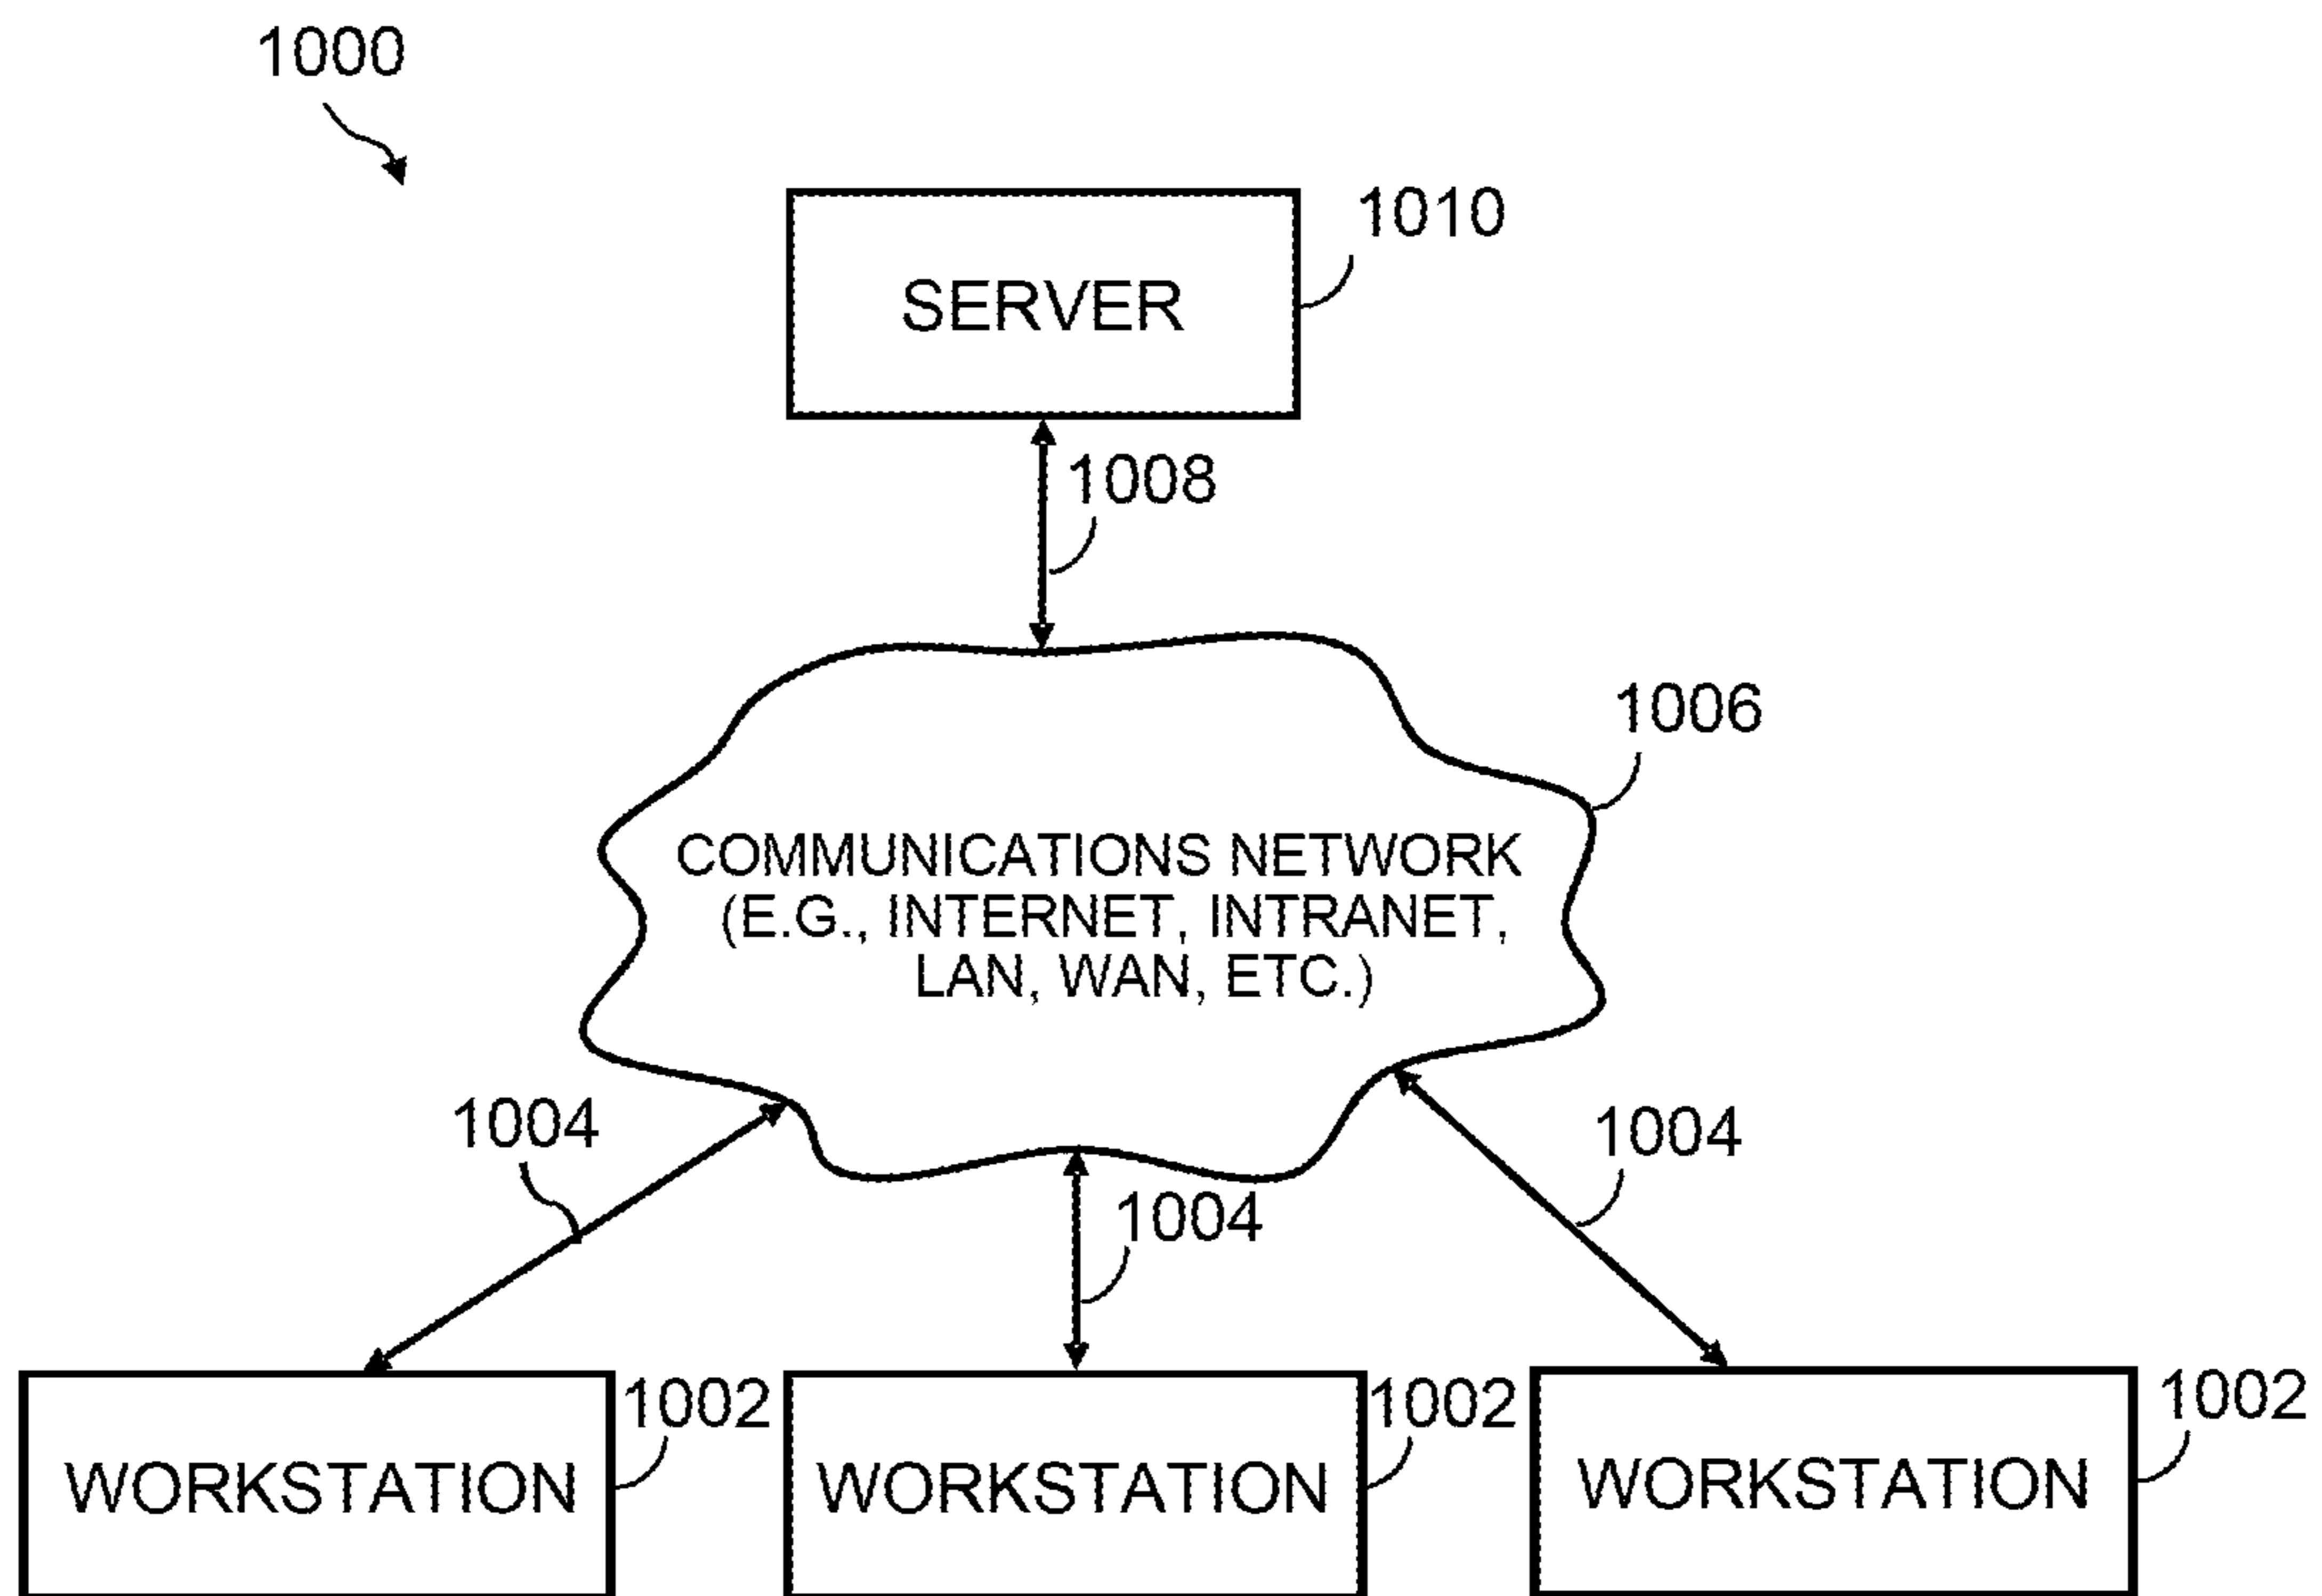 1000
1010
SERVER
1008
1006
COMMUNICATIONS NETWORK
(E.G., INTERNET, INTRANET,
LAN, WAN, ETC.)
1004
1004
1004
1002
1002
1002
WORKSTATION
WORKSTATION
WORKSTATION